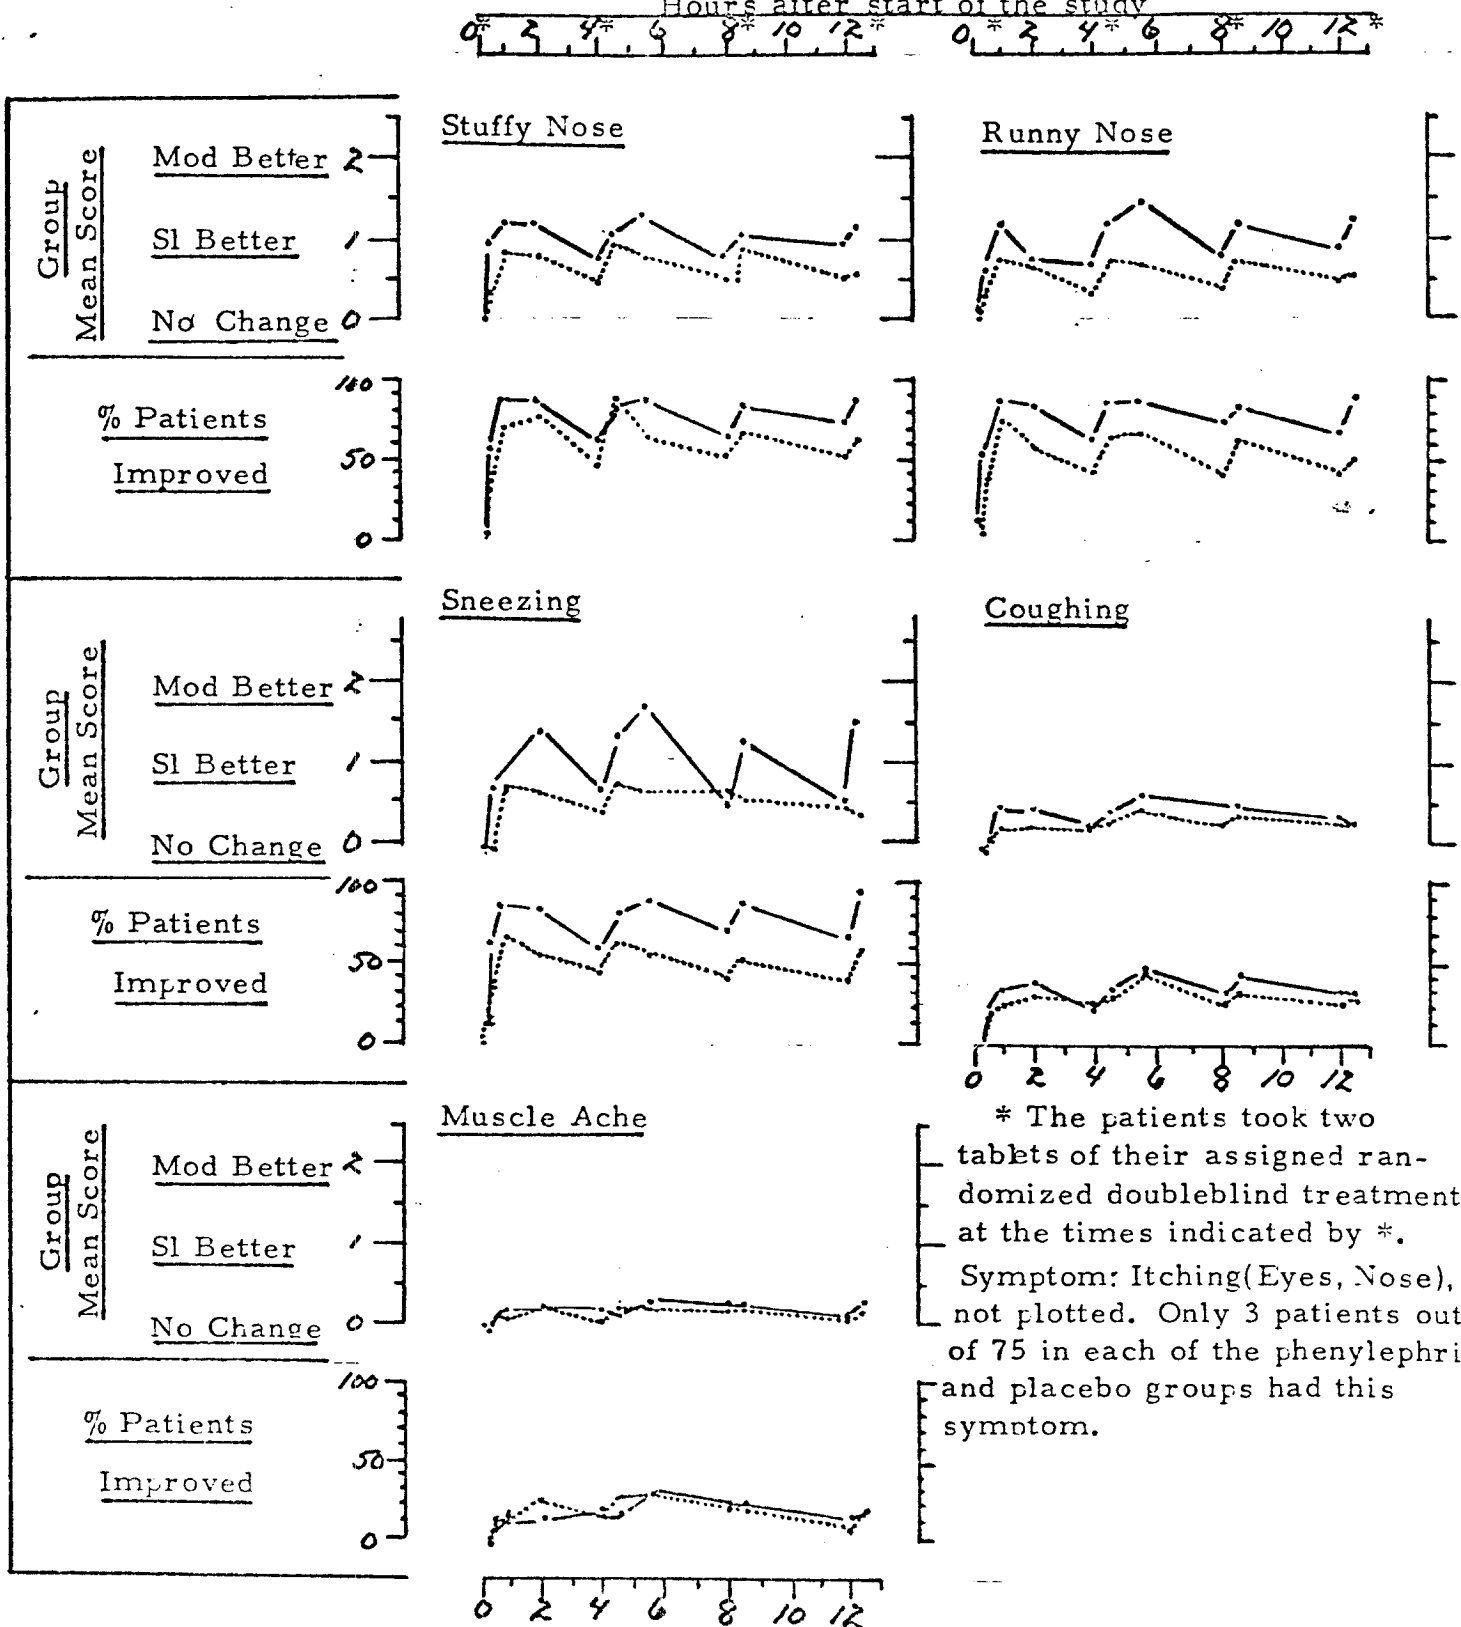 Hours after start of the study
0* 2 4* 6 8* 10 12* 0 * 2 4* 6 8* 10 12 *
Stuffy Nose
Runny Nose
Group
Mean Score
Mod Better 2
Sl Better 1
No Change 0
100
% Patients
50
Improved
0
Sneezing
Coughing
Group
Mean Score
Mod Better 2
Sl Better 1
No Change 0
100
% Patients
50
Improved
0
0 2 4 6 8 10 12
Muscle Ache
Group
Mean Score
Mod Better 2
Sl Better 1
No Change 0
100
% Patients
50
Improved
0
0 2 4 6 8 10 12
* The patients took two
tablets of their assigned ran-
domized doubleblind treatment
at the times indicated by *.
Symptom: Itching(Eyes, Nose),
not plotted. Only 3 patients out
of 75 in each of the phenylephri
and placebo groups had this
symptom.